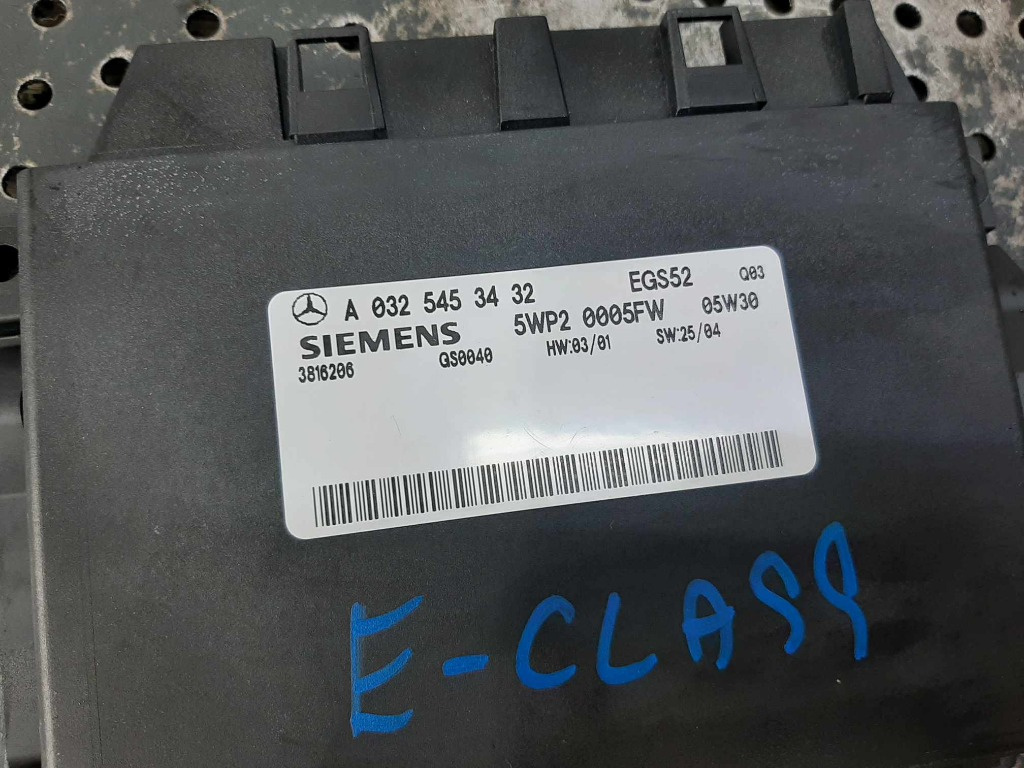 A 032 545 34 32 EGS52 Q03
SIEMENS 5WP2 0005FW 05W30
3816206 QS0040 HW:03/01 SW:25/04
E-CLASS